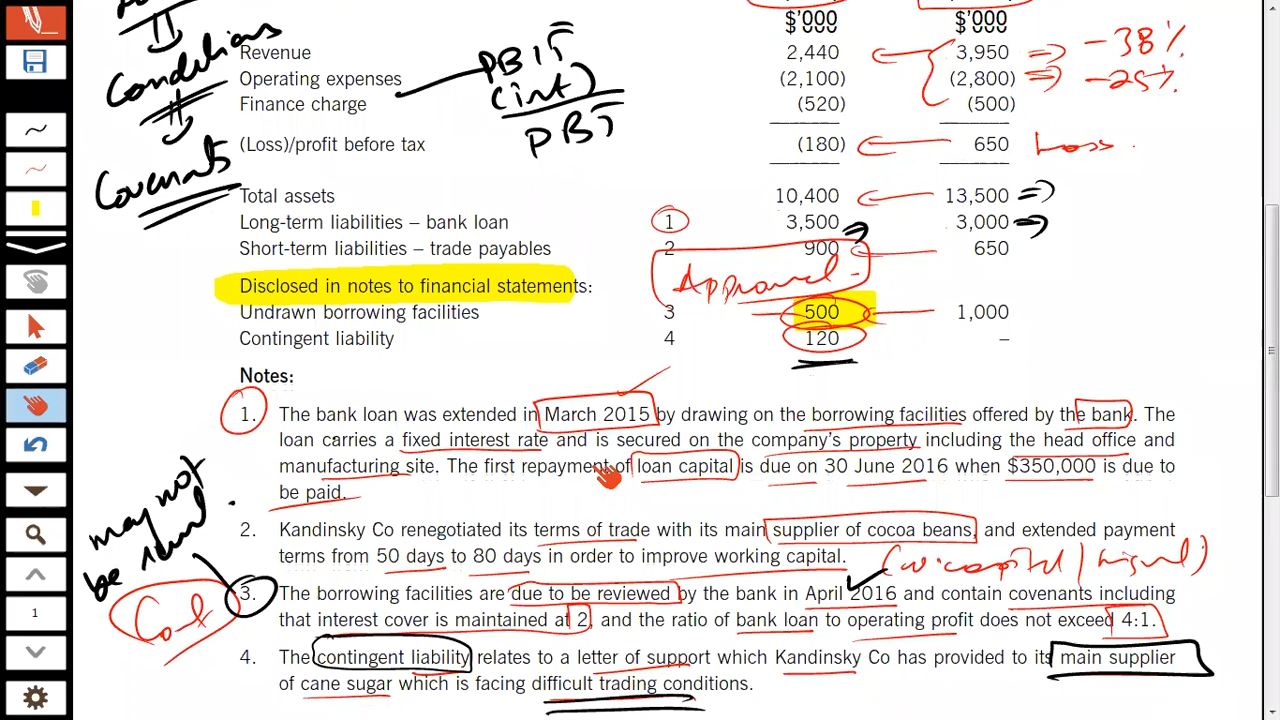 $'000 $'000
Revenue 2,440 3,950 -38%
Operating expenses (2,100) (2,800) -25%
Finance charge (520) (500)
Conditions
PBIT
(int)
PBT
(Loss)/profit before tax (180) 650 Loss
Covenants
Total assets 10,400 13,500
Long-term liabilities – bank loan 1 3,500 3,000
Short-term liabilities – trade payables 2 900 650
Approval
Disclosed in notes to financial statements:
Undrawn borrowing facilities 3 500 1,000
Contingent liability 4 120 –
Notes:
1. The bank loan was extended in March 2015 by drawing on the borrowing facilities offered by the bank. The
loan carries a fixed interest rate and is secured on the company's property including the head office and
manufacturing site. The first repayment of loan capital is due on 30 June 2016 when $350,000 is due to
be paid.
may not
be
2. Kandinsky Co renegotiated its terms of trade with its main supplier of cocoa beans, and extended payment
terms from 50 days to 80 days in order to improve working capital.
3. The borrowing facilities are due to be reviewed by the bank in April 2016 and contain covenants including
that interest cover is maintained at 2, and the ratio of bank loan to operating profit does not exceed 4:1.
4. The contingent liability relates to a letter of support which Kandinsky Co has provided to its main supplier
of cane sugar which is facing difficult trading conditions.
1